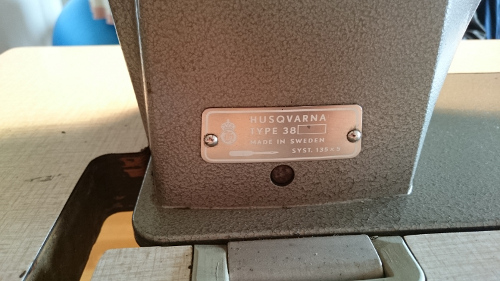 HUSQVARNA
TYPE 38
MADE IN SWEDEN
SYST. 135×5